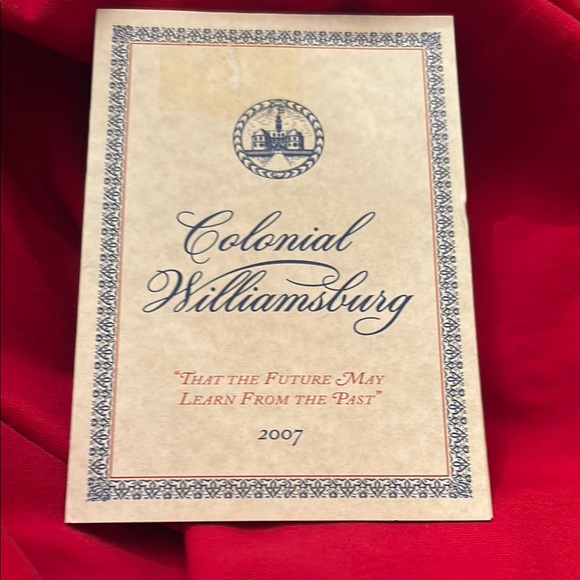 Colonial
Williamsburg
"That the Future May
Learn From the Past"
2007